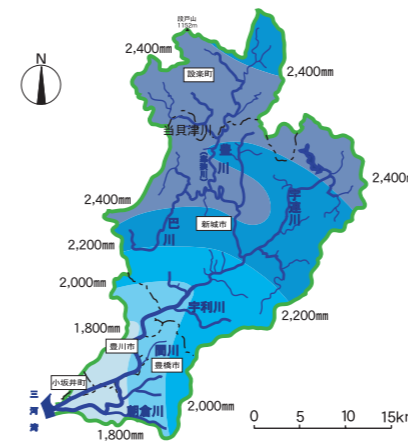 段戸山
1152m
N
2,400mm
2,400mm
設楽町
当貝津川
豊川
2,400mm
宇連川
2,400mm
巴川
新城市
2,200mm
2,000mm
宇利川
2,200mm
1,800mm
豊川市
間川
豊橋市
小坂井町
三河湾
朝倉川
2,000mm
1,800mm
0 5 10 15km